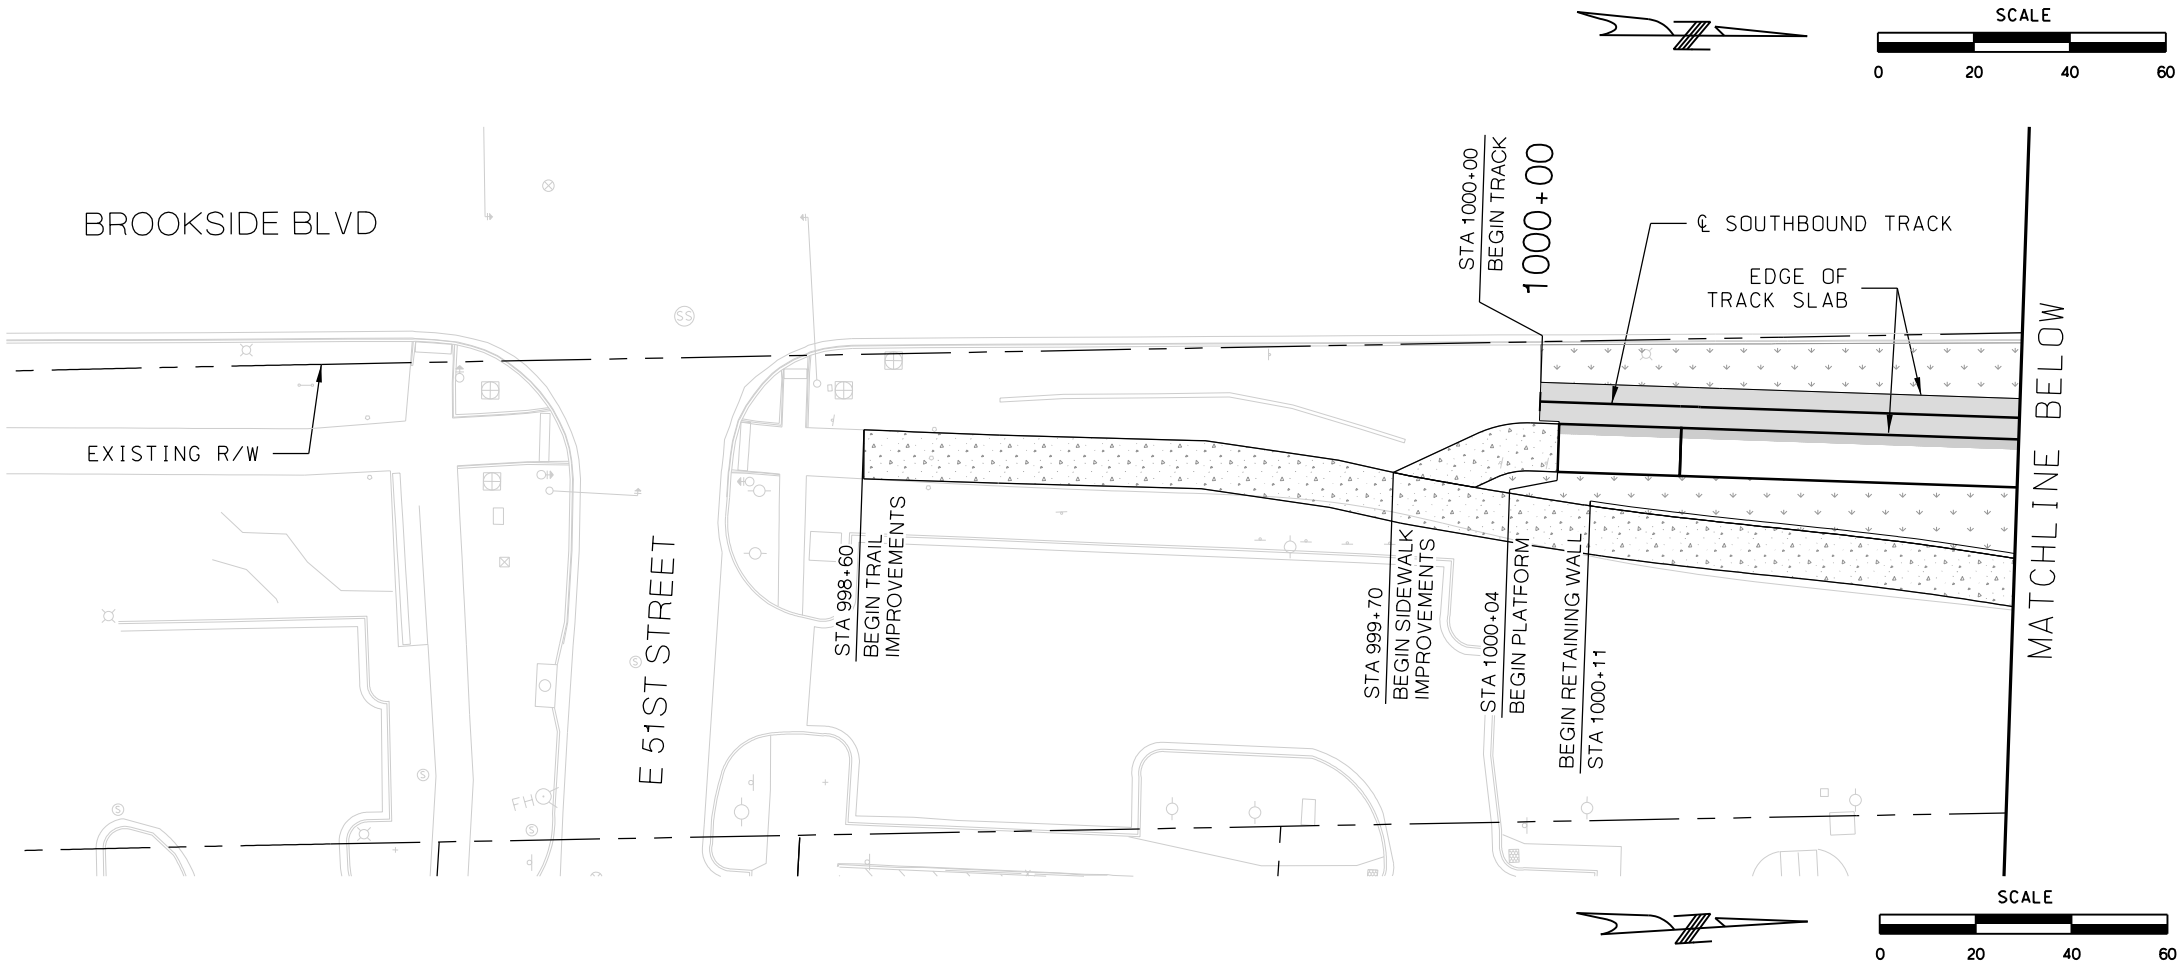 SCALE
0 20 40 60
BROOKSIDE BLVD
STA 1000+00
BEGIN TRACK
1000+00
℄ SOUTHBOUND TRACK
EDGE OF
TRACK SLAB
SS
EXISTING R/W
MATCHLINE BELOW
STA 998+60
BEGIN TRAIL
IMPROVEMENTS
E 51ST STREET
STA 999+70
BEGIN SIDEWALK
IMPROVEMENTS
STA 1000+04
BEGIN PLATFORM
BEGIN RETAINING WALL
STA 1000+11
S
S
FH
S
S
SCALE
0 20 40 60